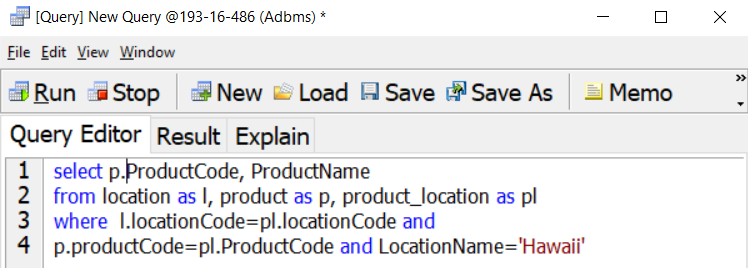 [Query] New Query @193-16-486 (Adbms) *
File Edit View Window
Run Stop New Load Save Save As Memo »
Query Editor Result Explain
1 select p.ProductCode, ProductName
2 from location as l, product as p, product_location as pl
3 where  l.locationCode=pl.locationCode and
4 p.productCode=pl.ProductCode and LocationName='Hawaii'